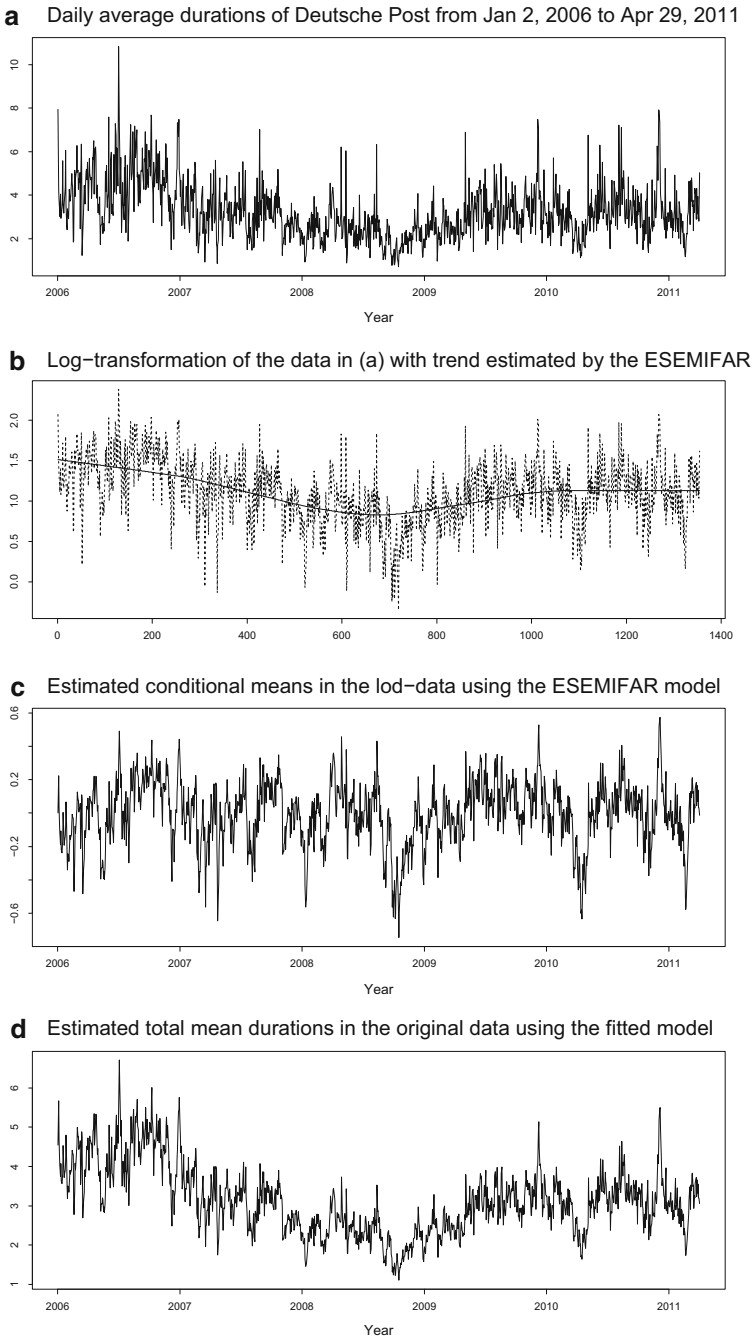 a Daily average durations of Deutsche Post from Jan 2, 2006 to Apr 29, 2011
10
8
6
4
2
2006 2007 2008 2009 2010 2011
Year
b Log−transformation of the data in (a) with trend estimated by the ESEMIFAR
2.0
1.5
1.0
0.5
0.0
0 200 400 600 800 1000 1200 1400
c Estimated conditional means in the lod−data using the ESEMIFAR model
0.6
0.2
−0.2
−0.6
2006 2007 2008 2009 2010 2011
Year
d Estimated total mean durations in the original data using the fitted model
6
5
4
3
2
1
2006 2007 2008 2009 2010 2011
Year